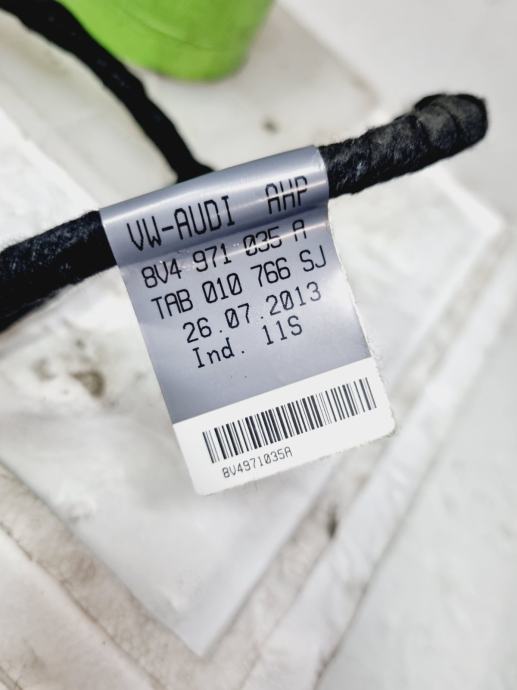 VW-AUDI AHP
8V4 971 035 A
TAB 010 766 SJ
26.07.2013
Ind. 11S
8V4971035A